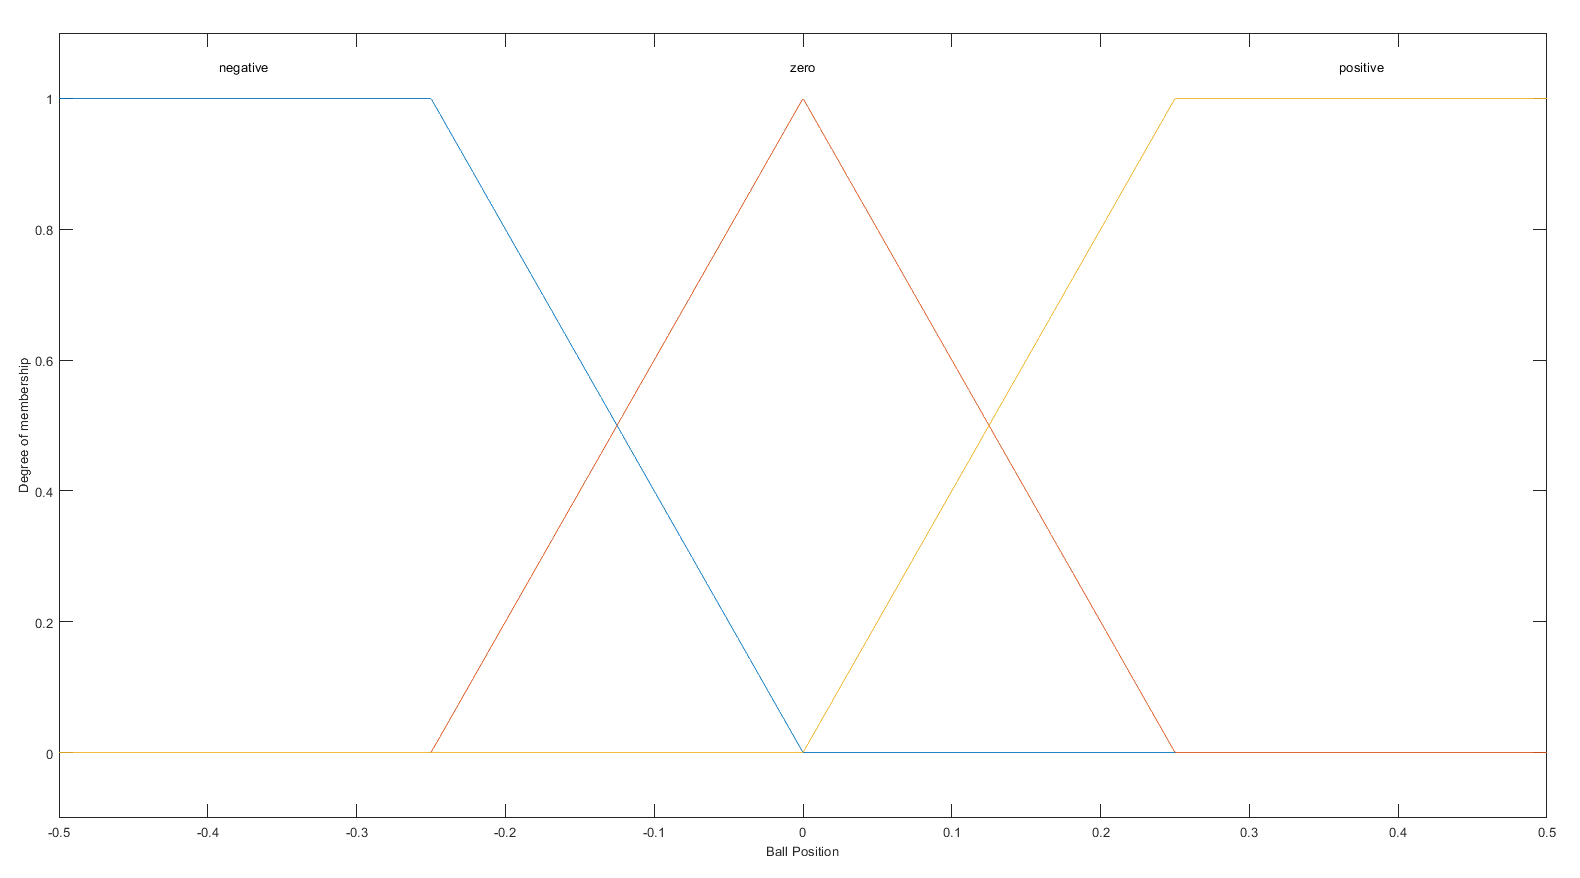 negative zero positive
1
0.8
0.6
0.4
0.2
0
Degree of membership
-0.5 -0.4 -0.3 -0.2 -0.1 0 0.1 0.2 0.3 0.4 0.5
Ball Position